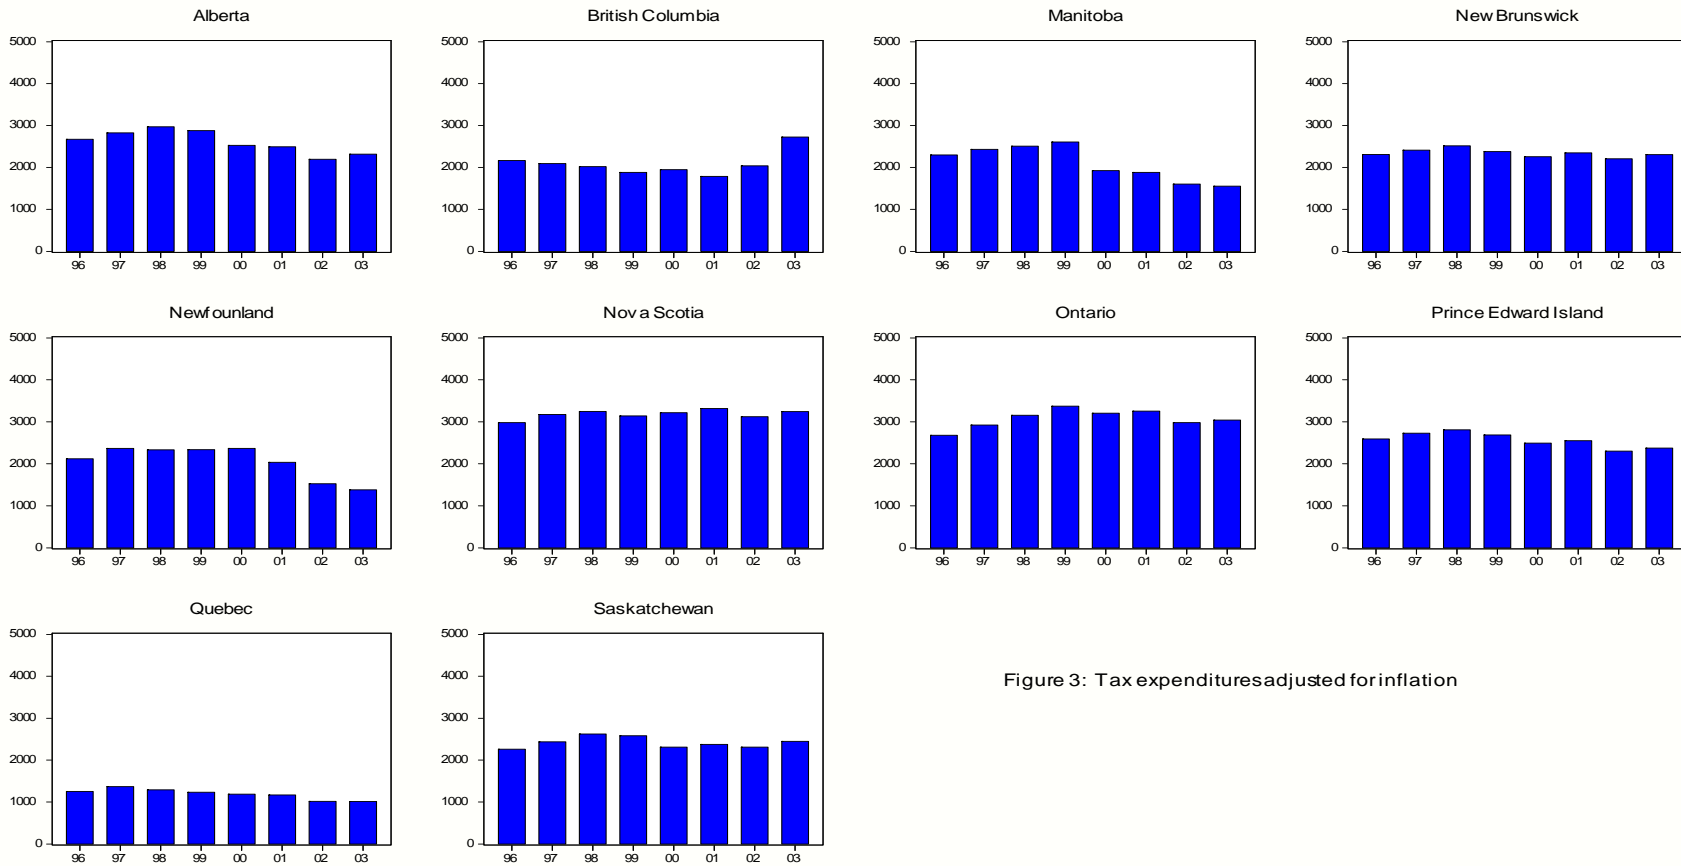 Alberta
5000
4000
3000
2000
1000
0
96 97 98 99 00 01 02 03
British Columbia
5000
4000
3000
2000
1000
0
96 97 98 99 00 01 02 03
Manitoba
5000
4000
3000
2000
1000
0
96 97 98 99 00 01 02 03
New Brunswick
5000
4000
3000
2000
1000
0
96 97 98 99 00 01 02 03
Newfounland
5000
4000
3000
2000
1000
0
96 97 98 99 00 01 02 03
Nova Scotia
5000
4000
3000
2000
1000
0
96 97 98 99 00 01 02 03
Ontario
5000
4000
3000
2000
1000
0
96 97 98 99 00 01 02 03
Prince Edward Island
5000
4000
3000
2000
1000
0
96 97 98 99 00 01 02 03
Quebec
5000
4000
3000
2000
1000
0
96 97 98 99 00 01 02 03
Saskatchewan
5000
4000
3000
2000
1000
0
96 97 98 99 00 01 02 03
Figure 3: Tax expenditures adjusted for inflation